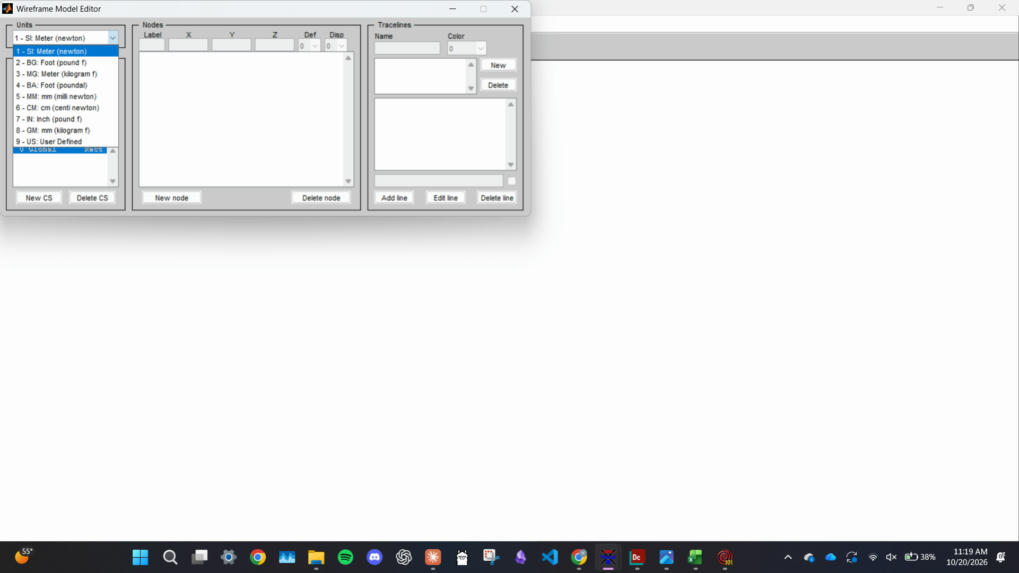 Wireframe Model Editor
Units
1 - SI: Meter (newton)
1 - SI: Meter (newton)
2 - BG: Foot (pound f)
3 - MG: Meter (kilogram f)
4 - BA: Foot (poundal)
5 - MM: mm (milli newton)
6 - CM: cm (centi newton)
7 - IN: Inch (pound f)
8 - GM: mm (kilogram f)
9 - US: User Defined
New CS
Delete CS
Nodes
Label X Y Z Def Disp
0 0
New node
Delete node
Tracelines
Name Color
0
New
Delete
Add line
Edit line
Delete line
55°
38%
11:19 AM
10/20/2026